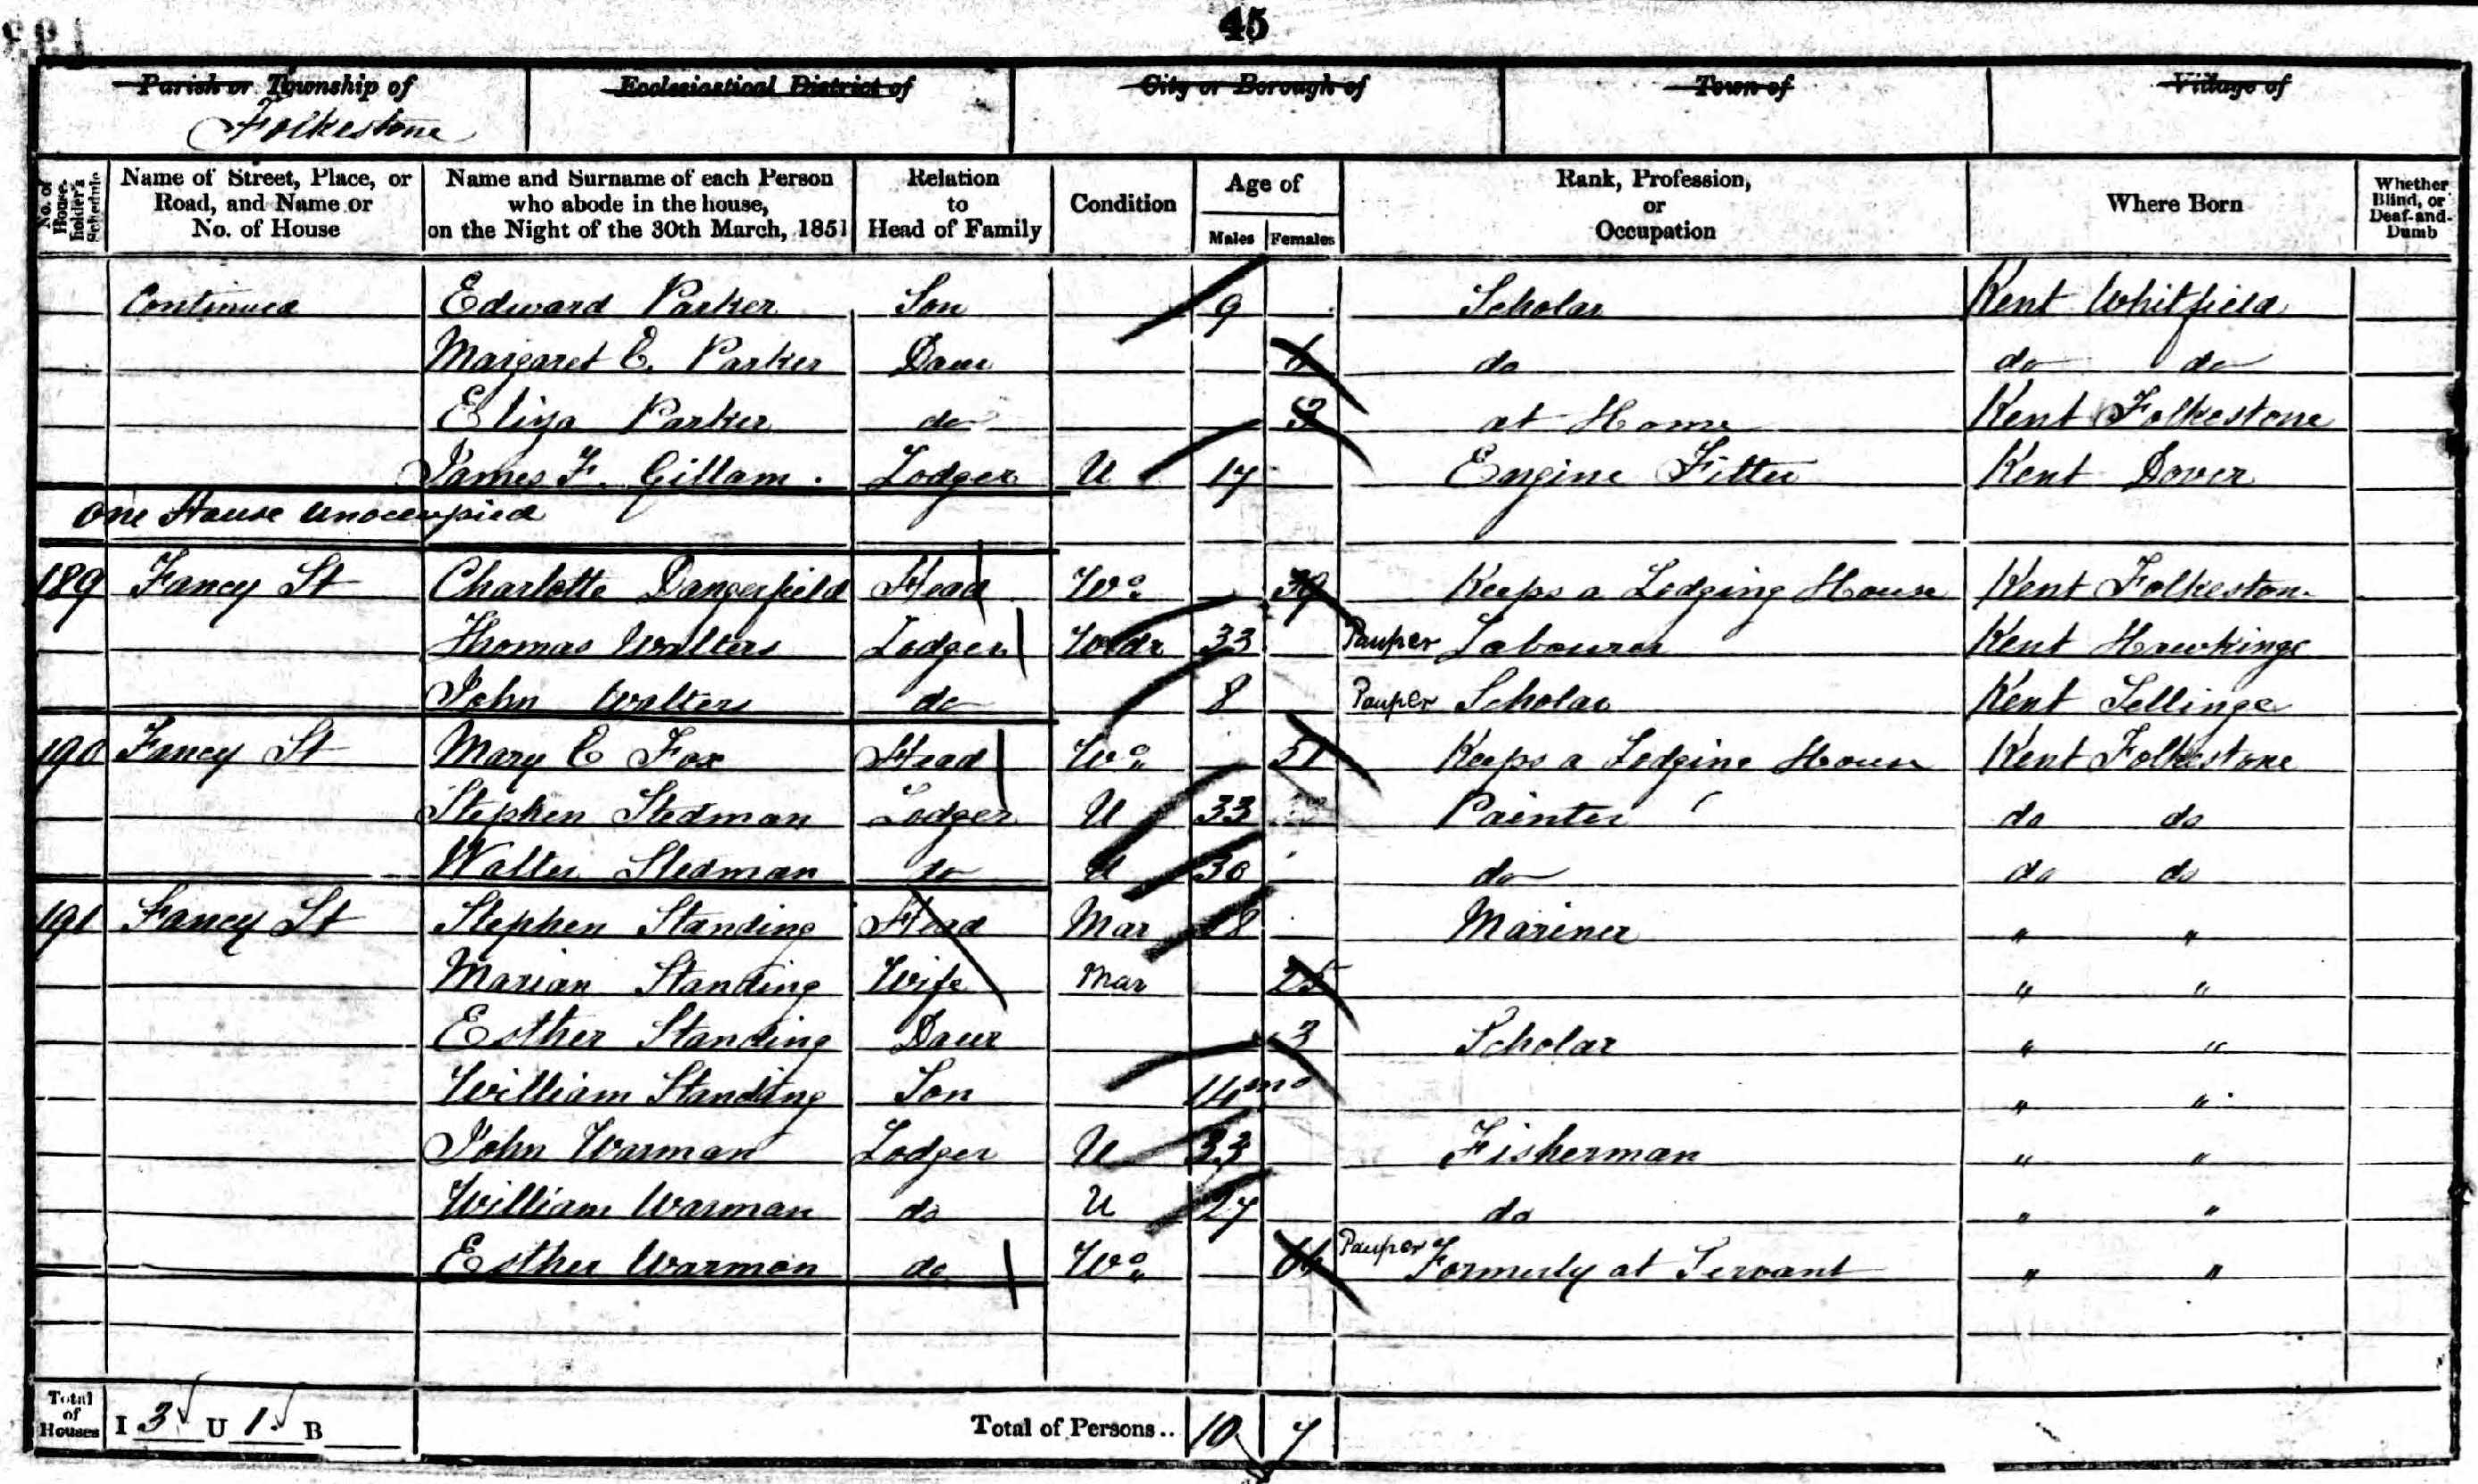 45
Parish or Township of Ecclesiastical District of City or Borough of Town of Village of
Folkestone
No. of Householder's Schedule Name of Street, Place, or Road, and Name or No. of House Name and Surname of each Person who abode in the house, on the Night of the 30th March, 1851 Relation to Head of Family Condition Age of Males Females Rank, Profession, or Occupation Where Born Whether Blind, or Deaf-and-Dumb
Continued Edward Parker Son 9 Scholar Kent Whitfield
Margaret E. Parker Daur 6 do do do
Eliza Parker do 3 at Home Kent Folkestone
James F. Gillam. Lodger U 17 Engine Fitter Kent Dover
One House Unoccupied
189 Fancy St Charlotte Dangerfield Head Wo. 39 Keeps a Lodging House Kent Folkestone
Thomas Walters Lodger Wdr 33 Pauper Labourer Kent Hawkinge
John Walters do 8 Pauper Scholar Kent Sellinge
190 Fancy St Mary E Fox Head Wo. 51 Keeps a Lodging House Kent Folkestone
Stephen Stedman Lodger U 33 Painter do do
Walter Stedman do U 30 do do do
191 Fancy St Stephen Standing Head Mar 28 Mariner " "
Marian Standing Wife Mar 25 " "
Esther Standing Daur 3 Scholar " "
William Standing Son mo " "
John Warman Lodger U 33 Fisherman " "
William Warman do U 27 do " "
Esther Warman do Wo. 64 Pauper Formerly at Servant " "
Total of Houses I 3 U 1 B Total of Persons.. 10 7